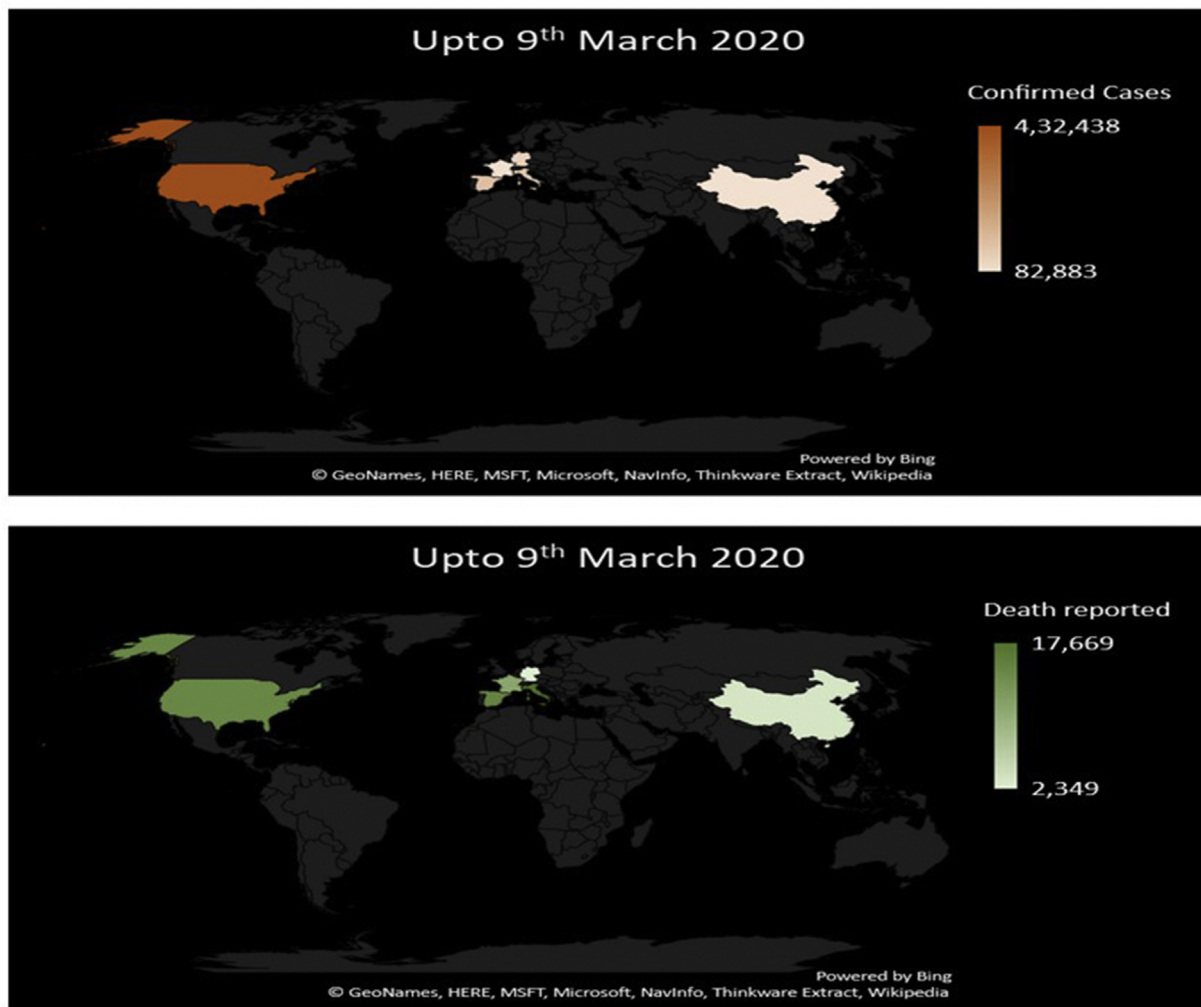 Upto 9th March 2020
Confirmed Cases
4,32,438
82,883
Powered by Bing
© GeoNames, HERE, MSFT, Microsoft, NavInfo, Thinkware Extract, Wikipedia
Upto 9th March 2020
Death reported
17,669
2,349
Powered by Bing
© GeoNames, HERE, MSFT, Microsoft, NavInfo, Thinkware Extract, Wikipedia